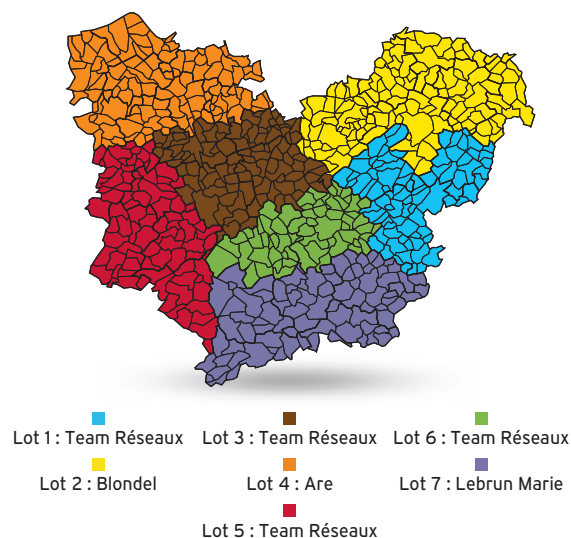 Lot 1 : Team Réseaux
Lot 3 : Team Réseaux
Lot 6 : Team Réseaux
Lot 2 : Blondel
Lot 4 : Are
Lot 7 : Lebrun Marie
Lot 5 : Team Réseaux